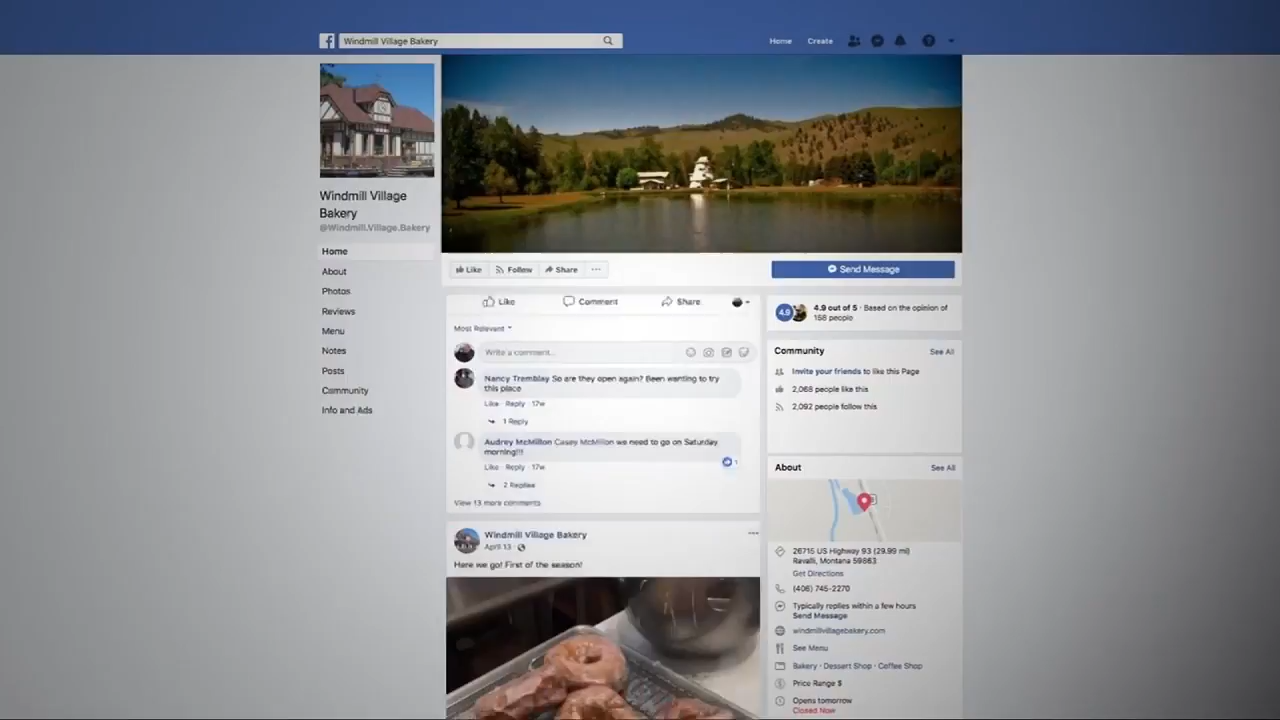 Windmill Village Bakery
Home
Create
Windmill Village
Bakery
@Windmill.Village.Bakery
Home
About
Photos
Reviews
Menu
Notes
Posts
Community
Info and Ads
Like
Follow
Share
Send Message
Like
Comment
Share
Most Relevant
Write a comment...
Nancy Tremblay So are they open again? Been wanting to try
this place
Like · Reply · 17w
1 Reply
Audrey McMillon Casey McMillon we need to go on Saturday
morning!!!
1
Like · Reply · 17w
2 Replies
View 13 more comments
Windmill Village Bakery
April 13
Here we go! First of the season!
4.9
4.9 out of 5 · Based on the opinion of
158 people
Community
See All
Invite your friends to like this Page
2,068 people like this
2,092 people follow this
About
See All
26715 US Highway 93 (29.99 mi)
Ravalli, Montana 59863
Get Directions
(406) 745-2270
Typically replies within a few hours
Send Message
windmillvillagebakery.com
See Menu
Bakery · Dessert Shop · Coffee Shop
Price Range $
Opens tomorrow
Closed Now